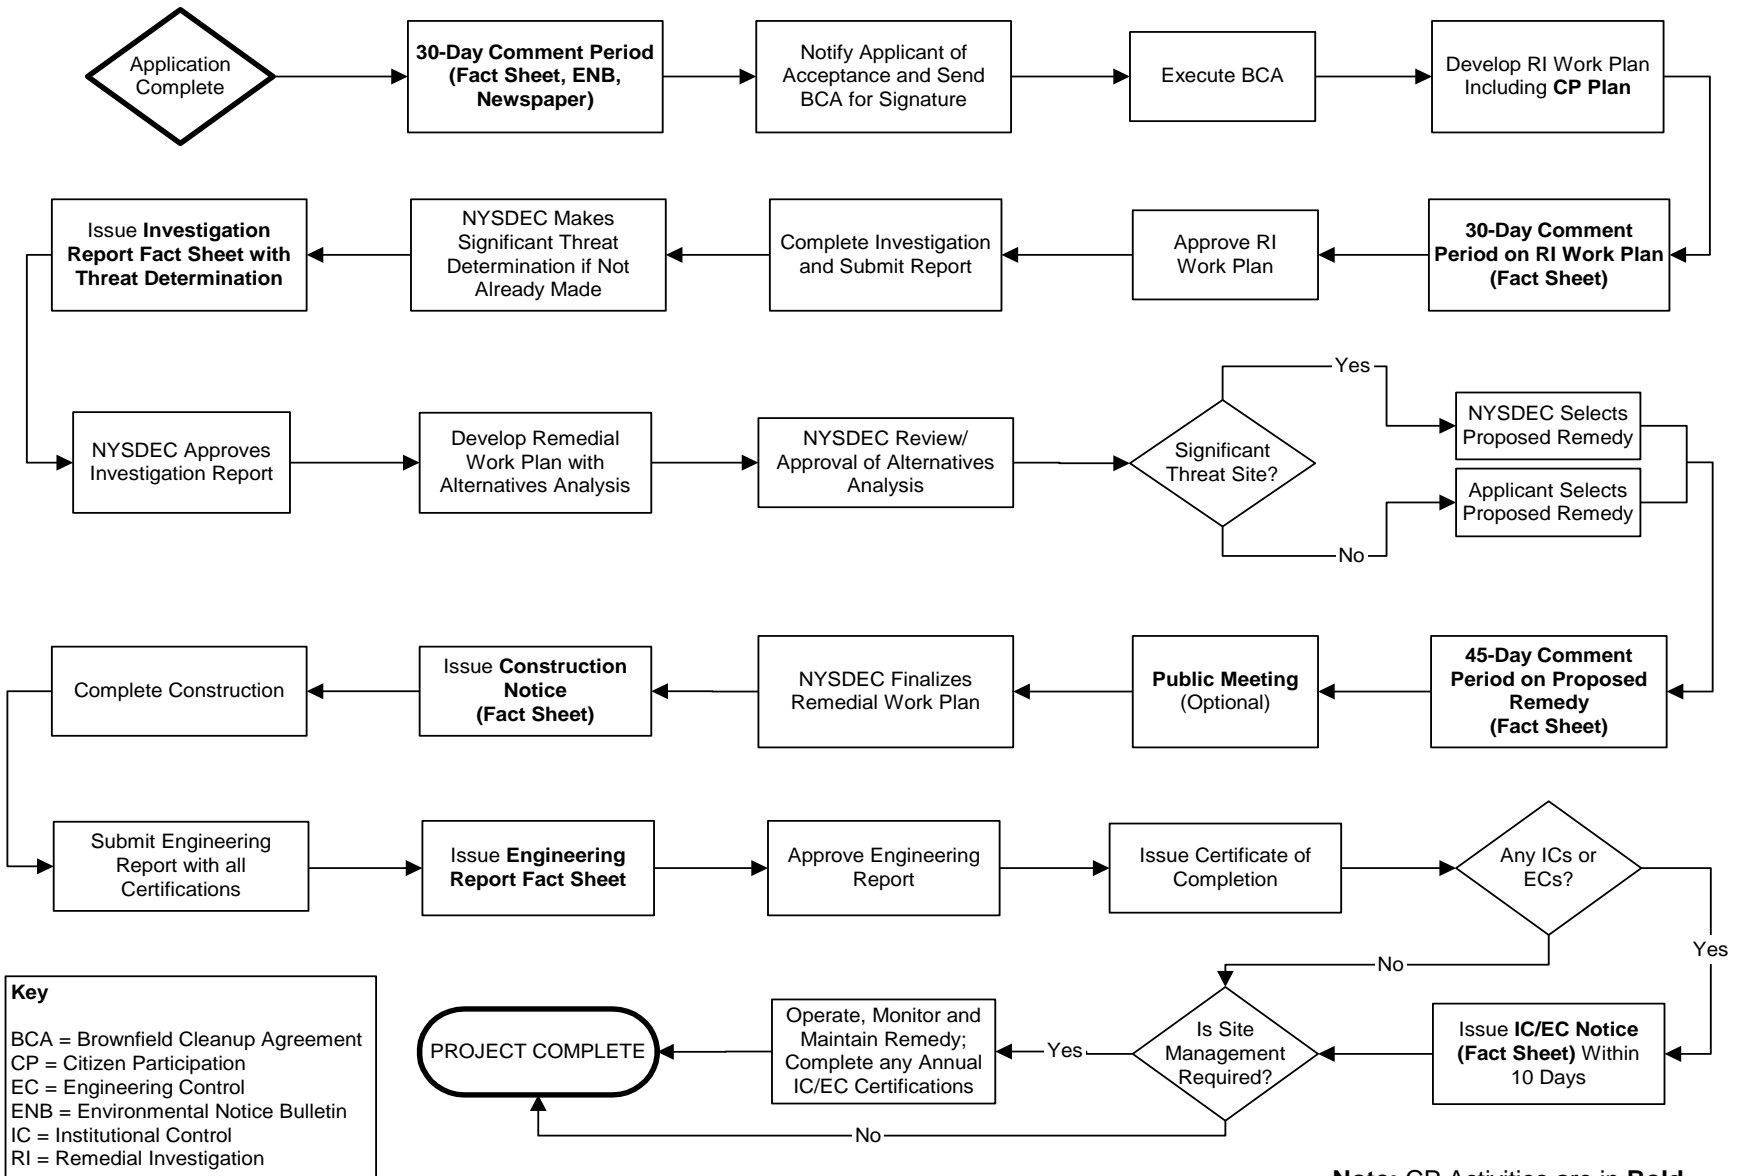 Application
Complete
30-Day Comment Period
(Fact Sheet, ENB,
Newspaper)
Notify Applicant of
Acceptance and Send
BCA for Signature
Execute BCA
Develop RI Work Plan
Including CP Plan
Issue Investigation
Report Fact Sheet with
Threat Determination
NYSDEC Makes
Significant Threat
Determination if Not
Already Made
Complete Investigation
and Submit Report
Approve RI
Work Plan
30-Day Comment
Period on RI Work Plan
(Fact Sheet)
NYSDEC Approves
Investigation Report
Develop Remedial
Work Plan with
Alternatives Analysis
NYSDEC Review/
Approval of Alternatives
Analysis
Significant
Threat Site?
Yes
No
NYSDEC Selects
Proposed Remedy
Applicant Selects
Proposed Remedy
Complete Construction
Issue Construction
Notice
(Fact Sheet)
NYSDEC Finalizes
Remedial Work Plan
Public Meeting
(Optional)
45-Day Comment
Period on Proposed
Remedy
(Fact Sheet)
Submit Engineering
Report with all
Certifications
Issue Engineering
Report Fact Sheet
Approve Engineering
Report
Issue Certificate of
Completion
Any ICs or
ECs?
Yes
No
Key
BCA = Brownfield Cleanup Agreement
CP = Citizen Participation
EC = Engineering Control
ENB = Environmental Notice Bulletin
IC = Institutional Control
RI = Remedial Investigation
PROJECT COMPLETE
Operate, Monitor and
Maintain Remedy;
Complete any Annual
IC/EC Certifications
Yes
Is Site
Management
Required?
Issue IC/EC Notice
(Fact Sheet) Within
10 Days
No
Note: CP Activities are in Bold